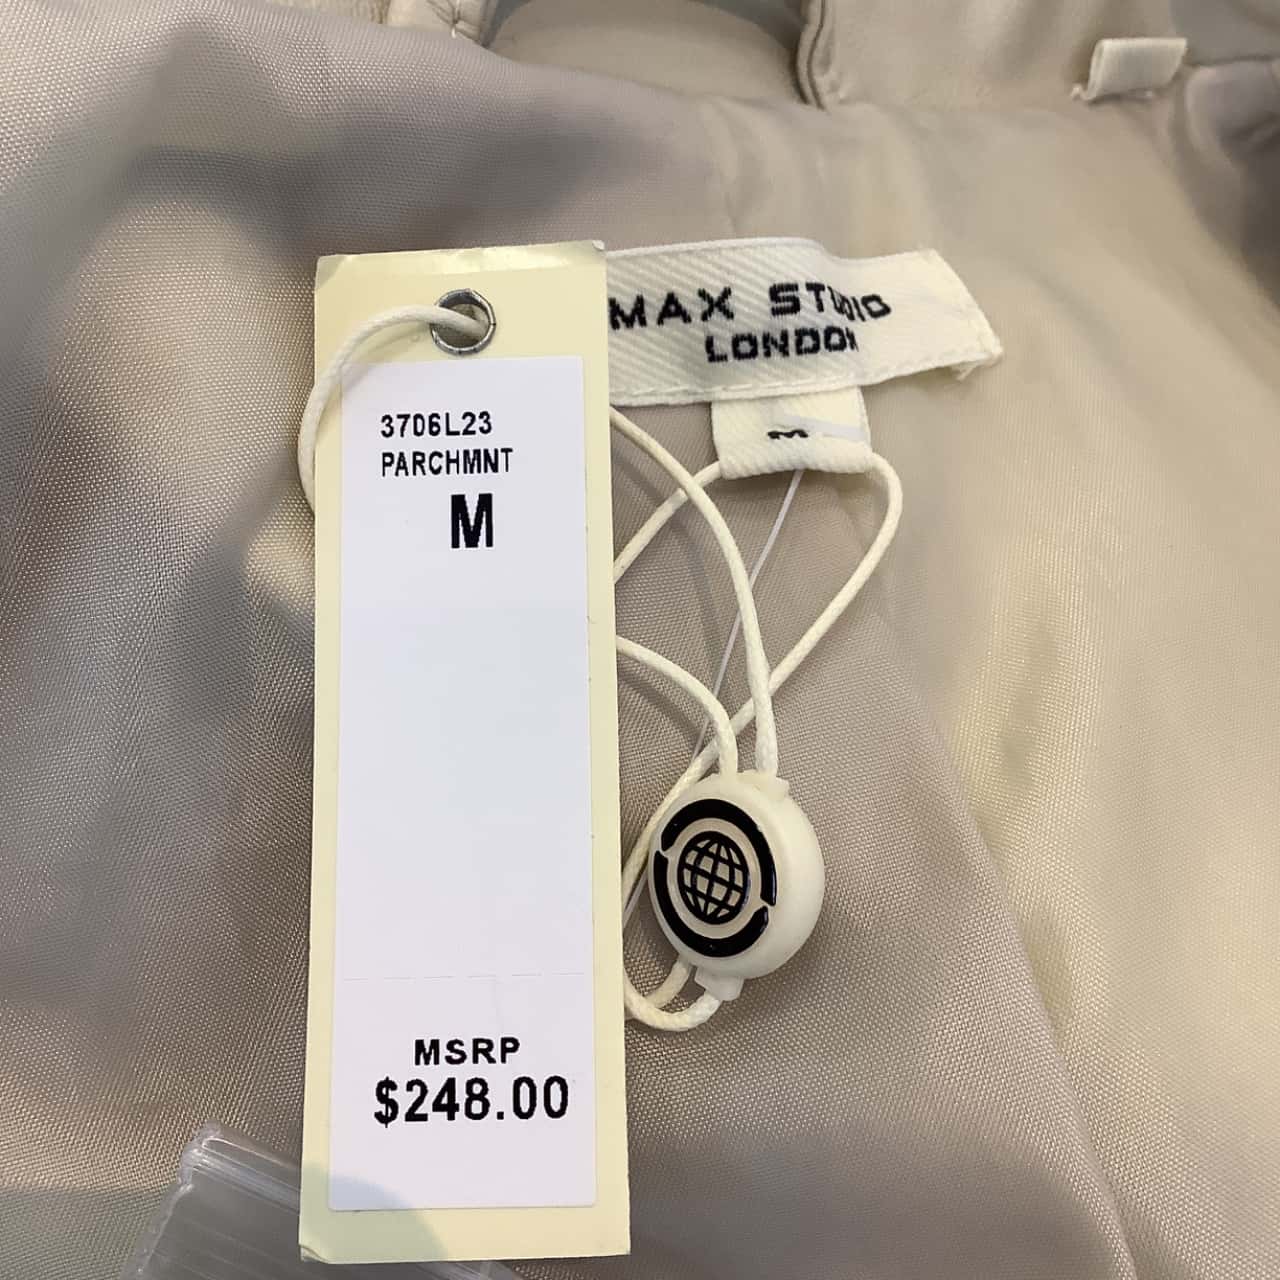 MAX STUDIO
LONDON
M
3706L23
PARCHMNT
M
MSRP
$248.00